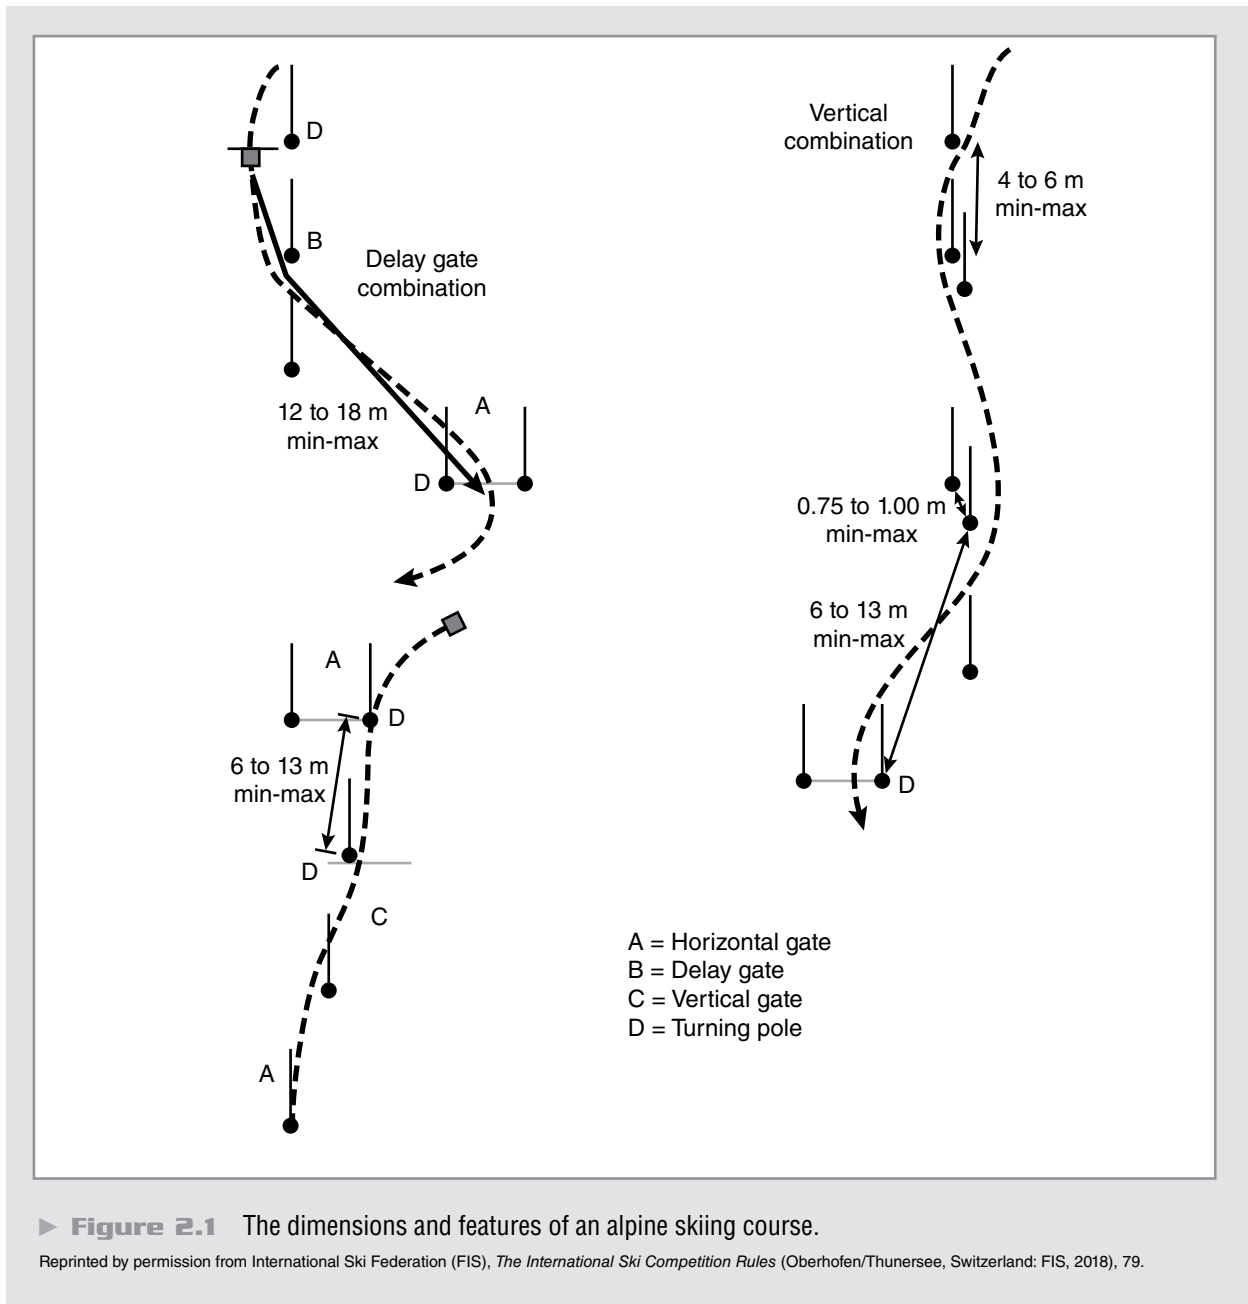 D
B
Delay gate
combination
12 to 18 m
min-max
A
D
A
D
6 to 13 m
min-max
D
C
A
Vertical
combination
4 to 6 m
min-max
0.75 to 1.00 m
min-max
6 to 13 m
min-max
D
A = Horizontal gate
B = Delay gate
C = Vertical gate
D = Turning pole
▶ Figure 2.1 The dimensions and features of an alpine skiing course.
Reprinted by permission from International Ski Federation (FIS), The International Ski Competition Rules (Oberhofen/Thunersee, Switzerland: FIS, 2018), 79.